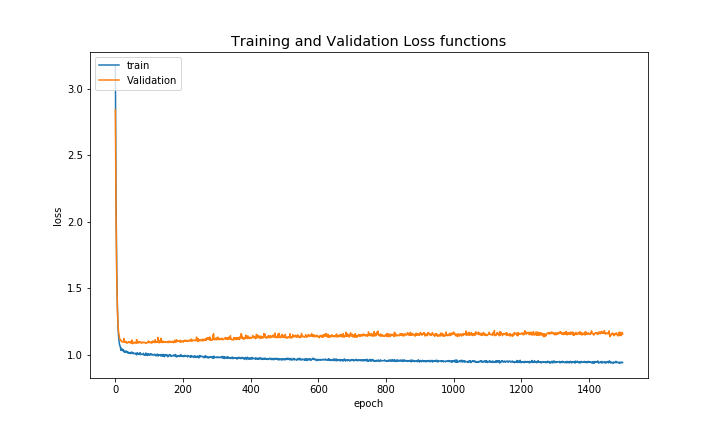 Training and Validation Loss functions
train
Validation
3.0
2.5
2.0
1.5
1.0
loss
0 200 400 600 800 1000 1200 1400
epoch